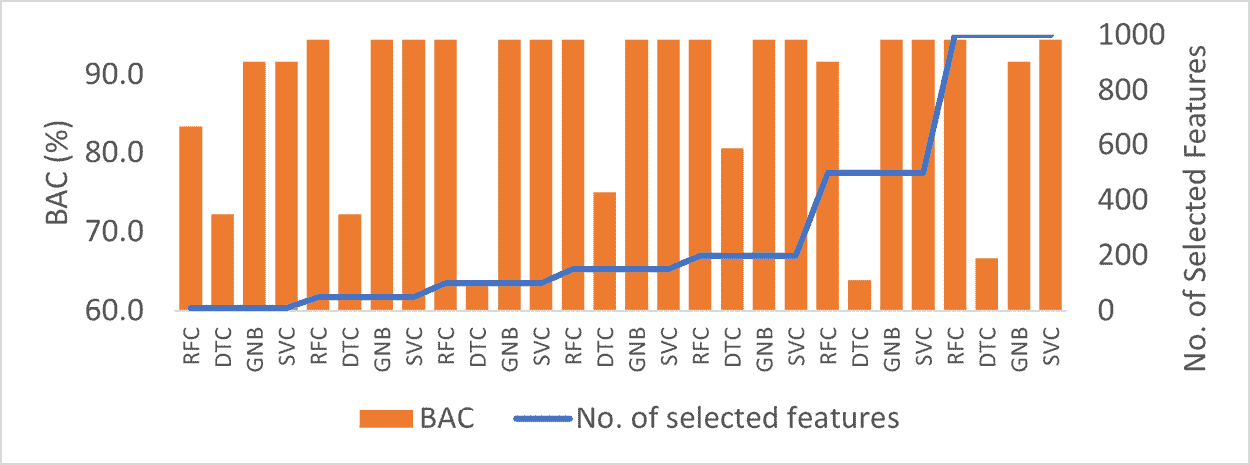 BAC (%)
90.0
80.0
70.0
60.0
RFC
DTC
GNB
SVC
RFC
DTC
GNB
SVC
RFC
DTC
GNB
SVC
RFC
DTC
GNB
SVC
RFC
DTC
GNB
SVC
RFC
DTC
GNB
SVC
RFC
DTC
GNB
SVC
1000
800
600
400
200
0
No. of Selected Features
BAC
No. of selected features